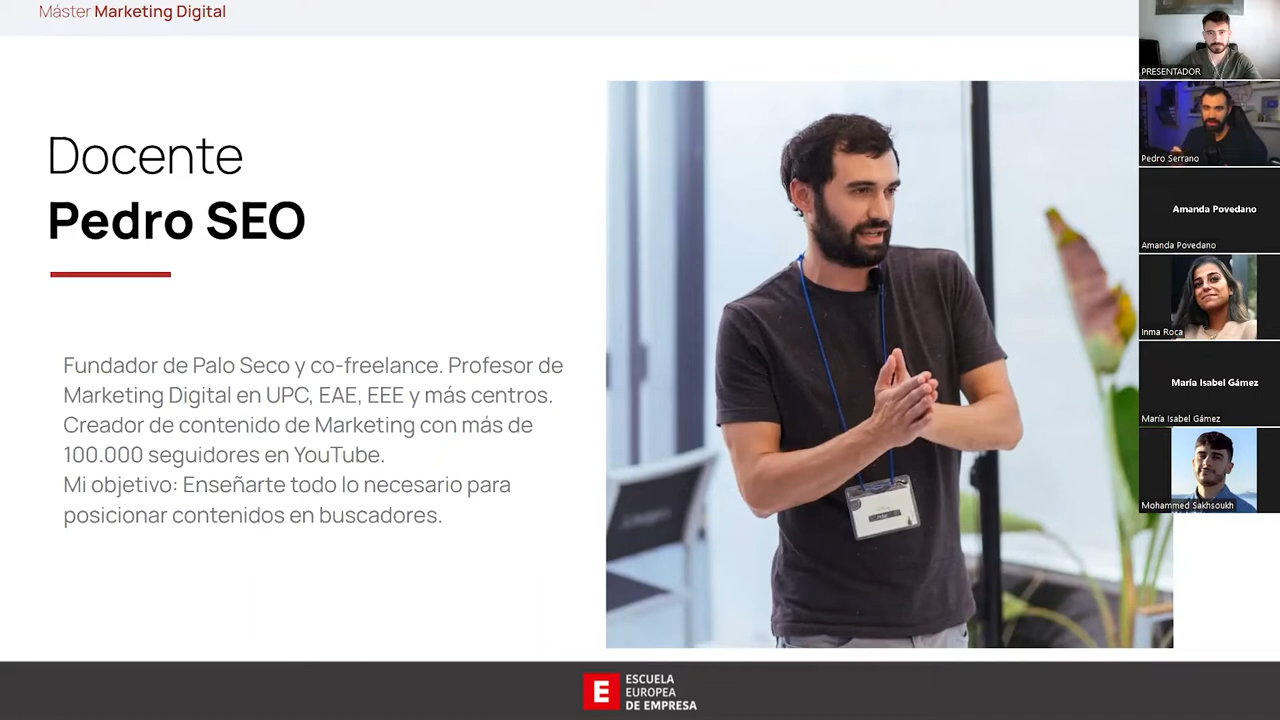 Máster Marketing Digital
Docente
Pedro SEO
Fundador de Palo Seco y co-freelance. Profesor de
Marketing Digital en UPC, EAE, EEE y más centros.
Creador de contenido de Marketing con más de
100.000 seguidores en YouTube.
Mi objetivo: Enseñarte todo lo necesario para
posicionar contenidos en buscadores.
PRESENTADOR
Pedro Serrano
Amanda Povedano
Amanda Povedano
Inma Roca
María Isabel Gámez
María Isabel Gámez
Mohammed Sakhsoukh
E
ESCUELA
EUROPEA
DE EMPRESA